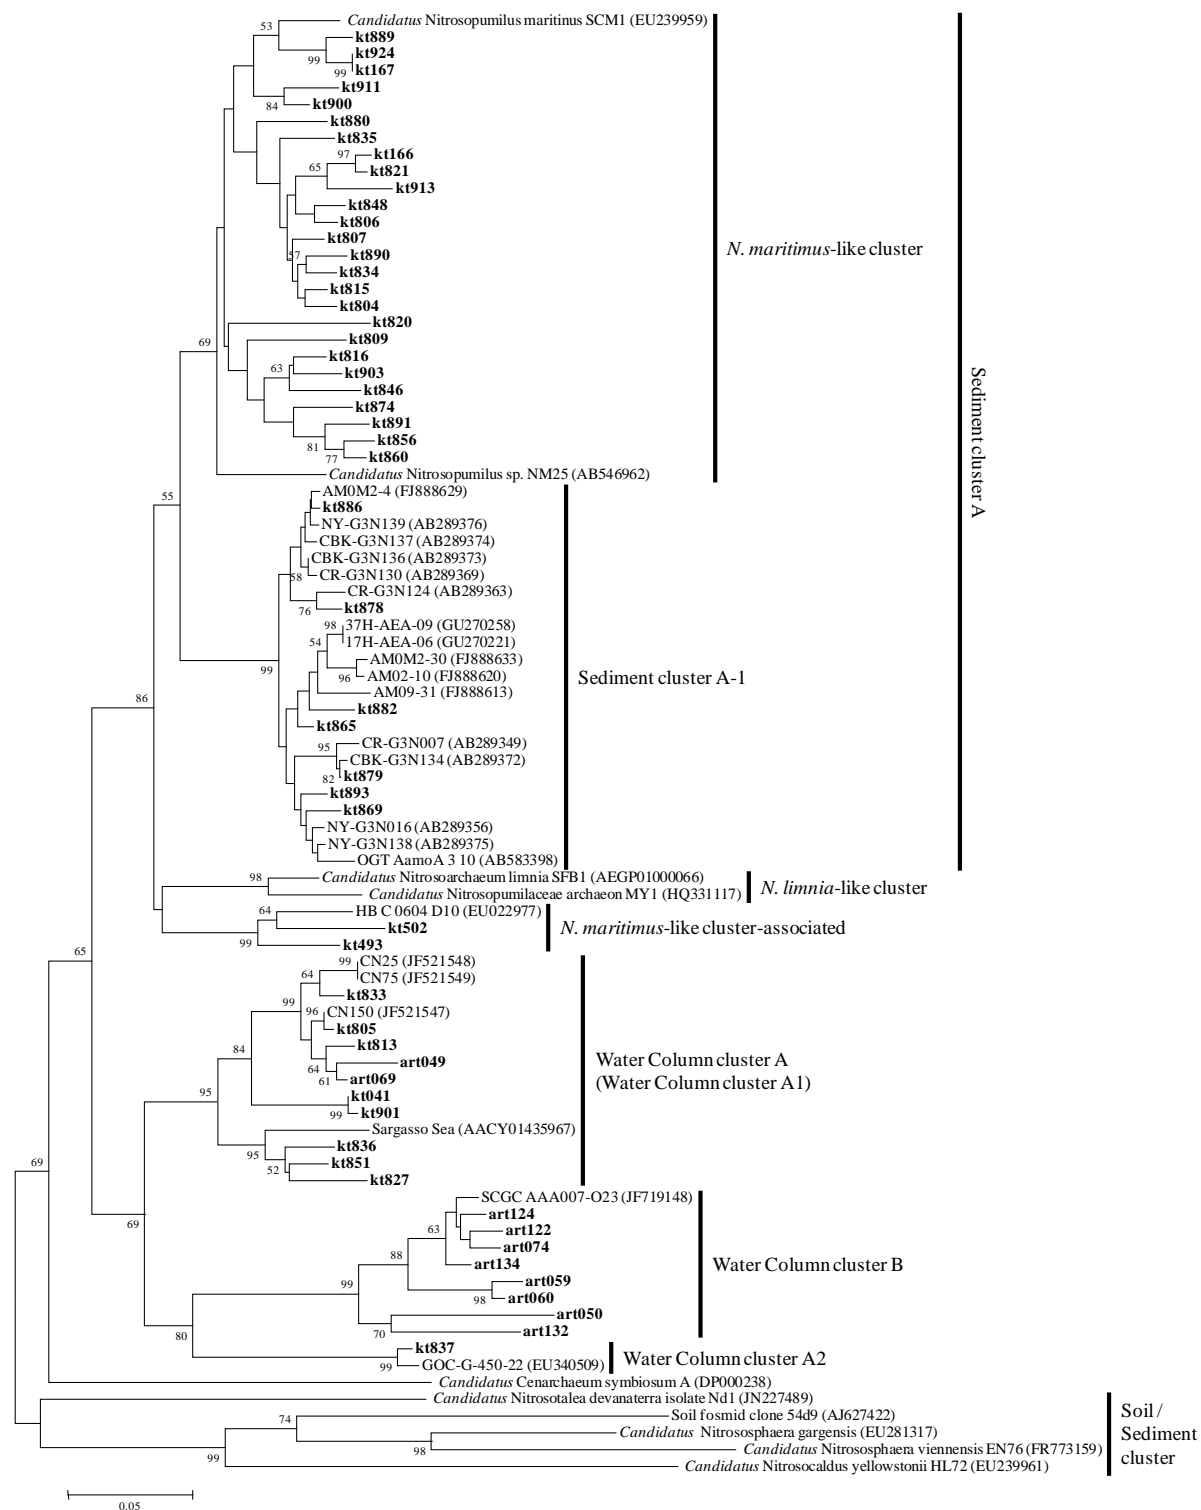 53
Candidatus Nitrosopumilus maritinus SCM1 (EU239959)
kt889
99
kt924
99
kt167
kt911
84
kt900
kt880
kt835
97
kt166
65
kt821
kt913
kt848
kt806
kt807
57
kt890
kt834
kt815
kt804
kt820
69
kt809
kt816
63
kt903
kt846
kt874
kt891
81
kt856
77
kt860
Candidatus Nitrosopumilus sp. NM25 (AB546962)
N. maritimus-like cluster
Sediment cluster A
55
AM0M2-4 (FJ888629)
kt886
NY-G3N139 (AB289376)
CBK-G3N137 (AB289374)
CBK-G3N136 (AB289373)
58
CR-G3N130 (AB289369)
CR-G3N124 (AB289363)
76
kt878
98
37H-AEA-09 (GU270258)
54
17H-AEA-06 (GU270221)
99
AM0M2-30 (FJ888633)
96
AM02-10 (FJ888620)
AM09-31 (FJ888613)
kt882
kt865
95
CR-G3N007 (AB289349)
CBK-G3N134 (AB289372)
82
kt879
kt893
kt869
NY-G3N016 (AB289356)
NY-G3N138 (AB289375)
OGT AamoA 3 10 (AB583398)
Sediment cluster A-1
86
98
Candidatus Nitrosoarchaeum limnia SFB1 (AEGP01000066)
Candidatus Nitrosopumilaceae archaeon MY1 (HQ331117)
N. limnia-like cluster
64
HB C 0604 D10 (EU022977)
kt502
99
kt493
N. maritimus-like cluster-associated
65
99
CN25 (JF521548)
64
CN75 (JF521549)
kt833
99
96
CN150 (JF521547)
kt805
kt813
84
64
art049
61
art069
kt041
99
kt901
95
Sargasso Sea (AACY01435967)
kt836
95
kt851
52
kt827
Water Column cluster A
(Water Column cluster A1)
69
69
SCGC AAA007-O23 (JF719148)
art124
63
art122
art074
88
art134
99
art059
98
art060
art050
70
art132
Water Column cluster B
80
kt837
99
GOC-G-450-22 (EU340509)
Water Column cluster A2
Candidatus Cenarchaeum symbiosum A (DP000238)
Candidatus Nitrosotalea devanaterra isolate Nd1 (JN227489)
74
Soil fosmid clone 54d9 (AJ627422)
Candidatus Nitrososphaera gargensis (EU281317)
98
Candidatus Nitrososphaera viennensis EN76 (FR773159)
99
Candidatus Nitrosocaldus yellowstonii HL72 (EU239961)
Soil /
Sediment
cluster
0.05